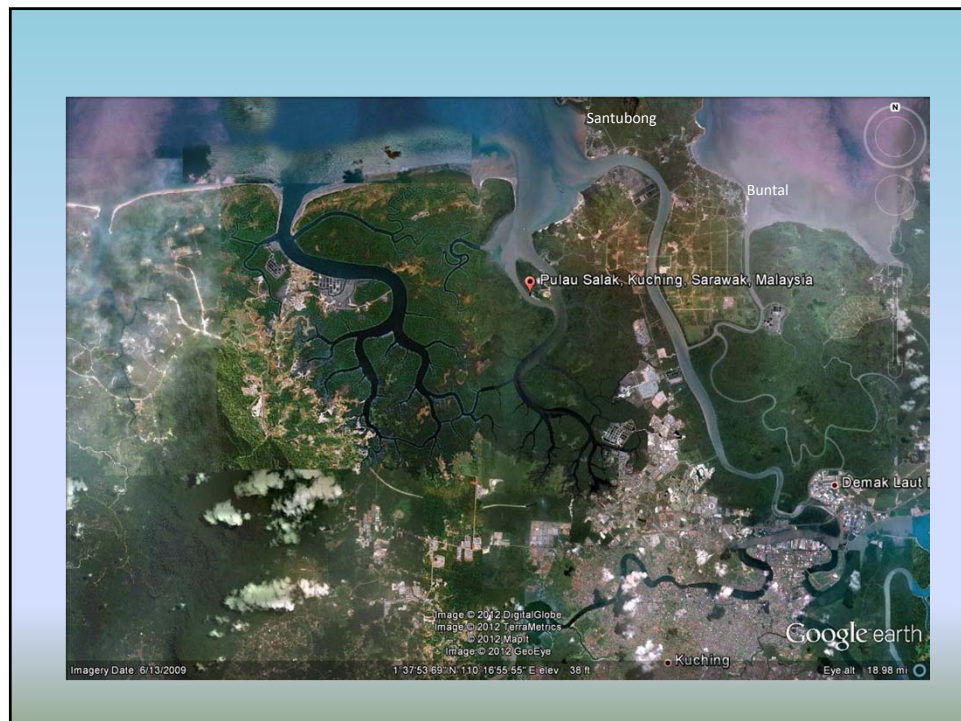 Santubong
N
Buntal
Pulau Salak, Kuching, Sarawak, Malaysia
Demak Laut
Image © 2012 DigitalGlobe
Image © 2012 TerraMetrics
© 2012 MapIt
Image © 2012 GeoEye
Google earth
Kuching
Imagery Date: 6/13/2009 1°37'53.69" N 110°16'55.55" E elev 38 ft Eye alt 18.98 mi